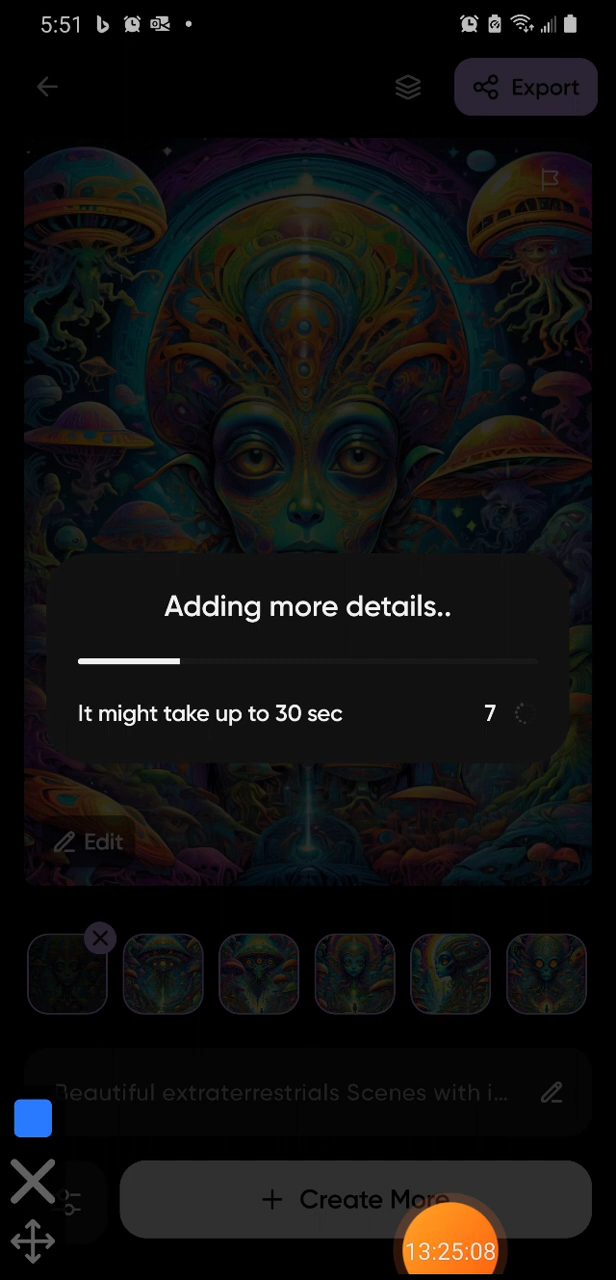 5:51
Export
Adding more details..
It might take up to 30 sec
7
Edit
Beautiful extraterrestrials Scenes with i...
+ Create More
13:25:08